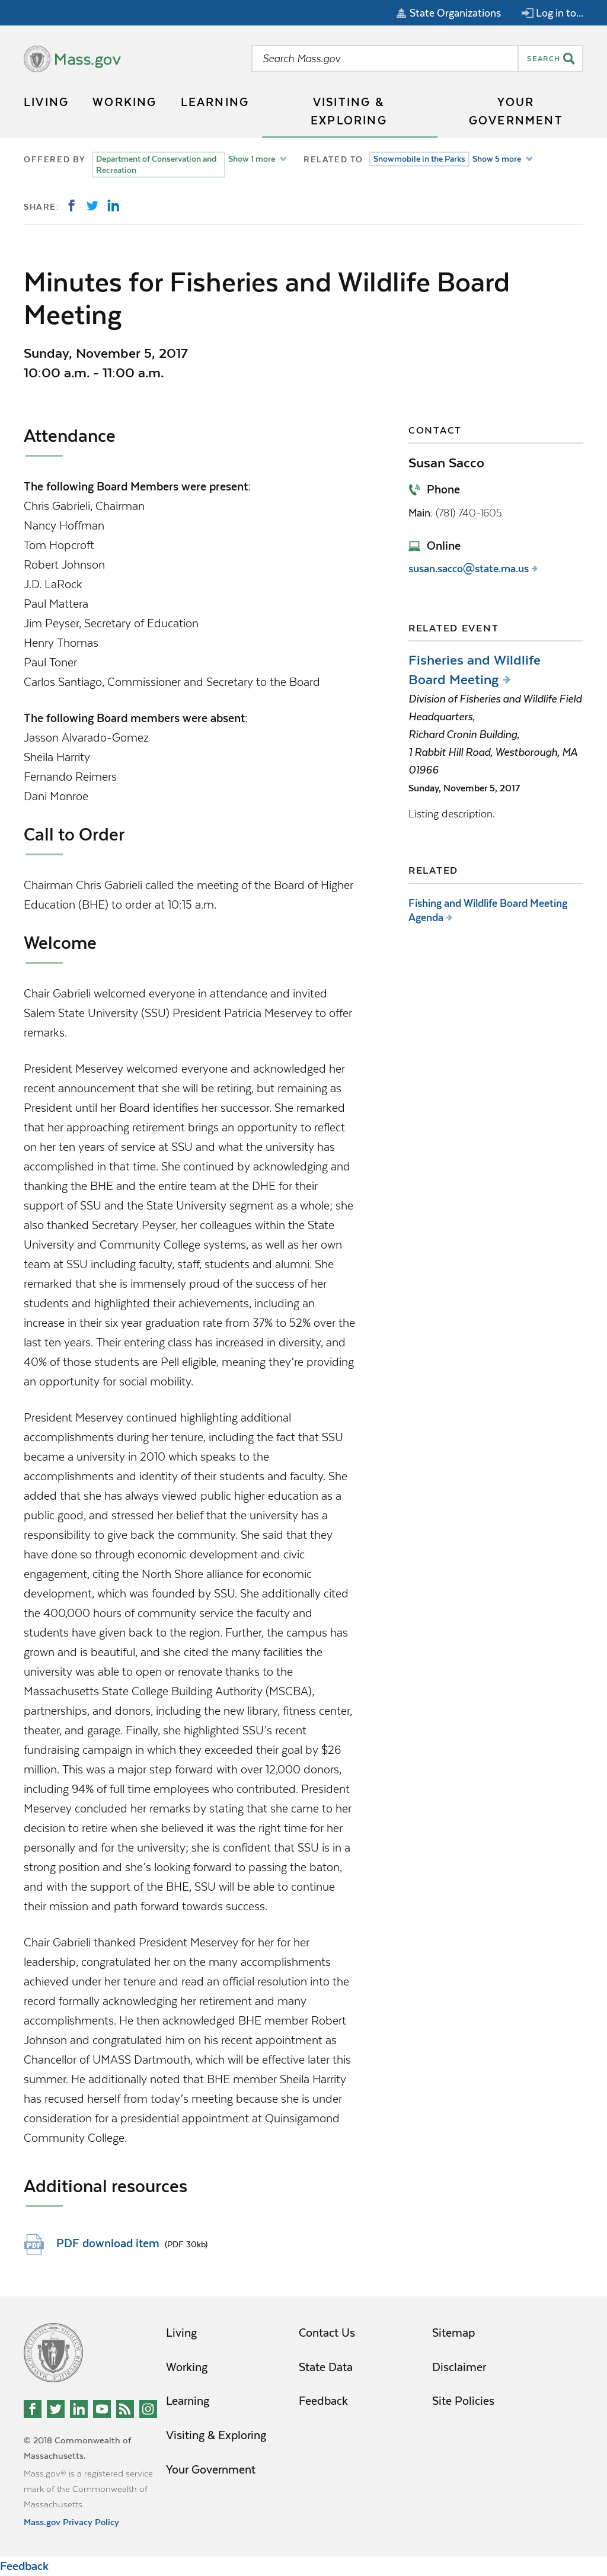 State Organizations Log in to...
Mass.gov
Search Mass.gov SEARCH
LIVING WORKING LEARNING VISITING & EXPLORING YOUR GOVERNMENT
OFFERED BY Department of Conservation and Recreation Show 1 more RELATED TO Snowmobile in the Parks Show 5 more
SHARE:
Minutes for Fisheries and Wildlife Board
Meeting
Sunday, November 5, 2017
10:00 a.m. - 11:00 a.m.
Attendance
The following Board Members were present:
Chris Gabrieli, Chairman
Nancy Hoffman
Tom Hopcroft
Robert Johnson
J.D. LaRock
Paul Mattera
Jim Peyser, Secretary of Education
Henry Thomas
Paul Toner
Carlos Santiago, Commissioner and Secretary to the Board
The following Board members were absent:
Jasson Alvarado-Gomez
Sheila Harrity
Fernando Reimers
Dani Monroe
Call to Order
Chairman Chris Gabrieli called the meeting of the Board of Higher
Education (BHE) to order at 10:15 a.m.
Welcome
Chair Gabrieli welcomed everyone in attendance and invited
Salem State University (SSU) President Patricia Meservey to offer
remarks.
President Meservey welcomed everyone and acknowledged her
recent announcement that she will be retiring, but remaining as
President until her Board identifies her successor. She remarked
that her approaching retirement brings an opportunity to reflect
on her ten years of service at SSU and what the university has
accomplished in that time. She continued by acknowledging and
thanking the BHE and the entire team at the DHE for their
support of SSU and the State University segment as a whole; she
also thanked Secretary Peyser, her colleagues within the State
University and Community College systems, as well as her own
team at SSU including faculty, staff, students and alumni. She
remarked that she is immensely proud of the success of her
students and highlighted their achievements, including an
increase in their six year graduation rate from 37% to 52% over the
last ten years. Their entering class has increased in diversity, and
40% of those students are Pell eligible, meaning they're providing
an opportunity for social mobility.
President Meservey continued highlighting additional
accomplishments during her tenure, including the fact that SSU
became a university in 2010 which speaks to the
accomplishments and identity of their students and faculty. She
added that she has always viewed public higher education as a
public good, and stressed her belief that the university has a
responsibility to give back the community. She said that they
have done so through economic development and civic
engagement, citing the North Shore alliance for economic
development, which was founded by SSU. She additionally cited
the 400,000 hours of community service the faculty and
students have given back to the region. Further, the campus has
grown and is beautiful, and she cited the many facilities the
university was able to open or renovate thanks to the
Massachusetts State College Building Authority (MSCBA),
partnerships, and donors, including the new library, fitness center,
theater, and garage. Finally, she highlighted SSU's recent
fundraising campaign in which they exceeded their goal by $26
million. This was a major step forward with over 12,000 donors,
including 94% of full time employees who contributed. President
Meservey concluded her remarks by stating that she came to her
decision to retire when she believed it was the right time for her
personally and for the university; she is confident that SSU is in a
strong position and she's looking forward to passing the baton,
and with the support of the BHE, SSU will be able to continue
their mission and path forward towards success.
Chair Gabrieli thanked President Meservey for her for her
leadership, congratulated her on the many accomplishments
achieved under her tenure and read an official resolution into the
record formally acknowledging her retirement and many
accomplishments. He then acknowledged BHE member Robert
Johnson and congratulated him on his recent appointment as
Chancellor of UMASS Dartmouth, which will be effective later this
summer. He additionally noted that BHE member Sheila Harrity
has recused herself from today's meeting because she is under
consideration for a presidential appointment at Quinsigamond
Community College.
Additional resources
PDF PDF download item (PDF 30kb)
CONTACT
Susan Sacco
Phone
Main: (781) 740-1605
Online
susan.sacco@state.ma.us
RELATED EVENT
Fisheries and Wildlife
Board Meeting
Division of Fisheries and Wildlife Field
Headquarters,
Richard Cronin Building,
1 Rabbit Hill Road, Westborough, MA
01966
Sunday, November 5, 2017
Listing description.
RELATED
Fishing and Wildlife Board Meeting
Agenda
Living
Working
Learning
Visiting & Exploring
Your Government
Contact Us
State Data
Feedback
Sitemap
Disclaimer
Site Policies
© 2018 Commonwealth of
Massachusetts.
Mass.gov® is a registered service
mark of the Commonwealth of
Massachusetts.
Mass.gov Privacy Policy
Feedback